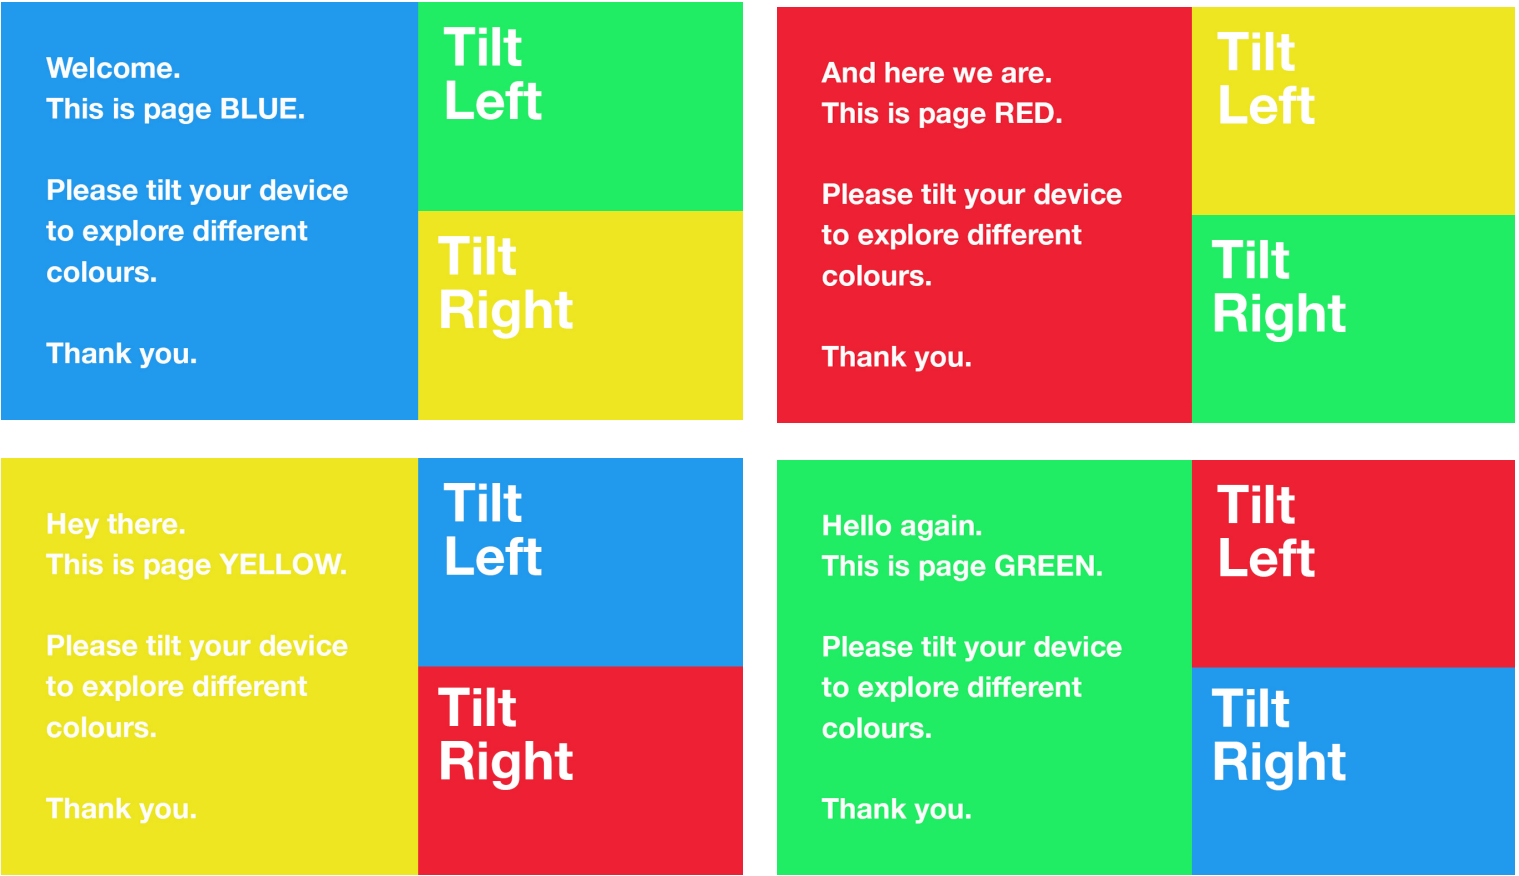 Welcome.
This is page BLUE.
Please tilt your device
to explore different
colours.
Thank you.
Tilt
Left
Tilt
Right
And here we are.
This is page RED.
Please tilt your device
to explore different
colours.
Thank you.
Tilt
Left
Tilt
Right
Hey there.
This is page YELLOW.
Please tilt your device
to explore different
colours.
Thank you.
Tilt
Left
Tilt
Right
Hello again.
This is page GREEN.
Please tilt your device
to explore different
colours.
Thank you.
Tilt
Left
Tilt
Right